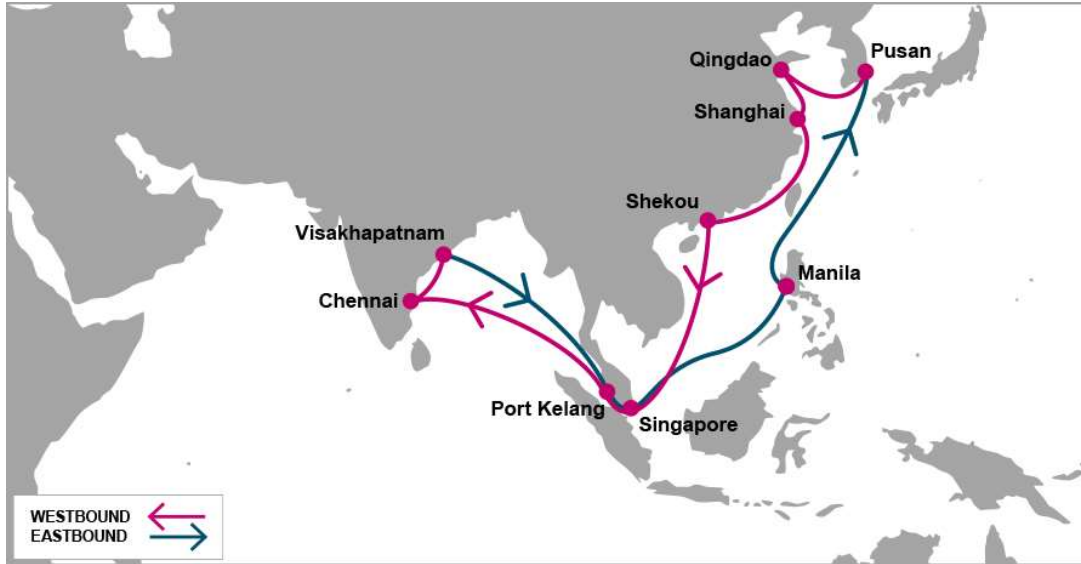 Qingdao
Pusan
Shanghai
Shekou
Visakhapatnam
Manila
Chennai
Port Kelang
Singapore
WESTBOUND
EASTBOUND